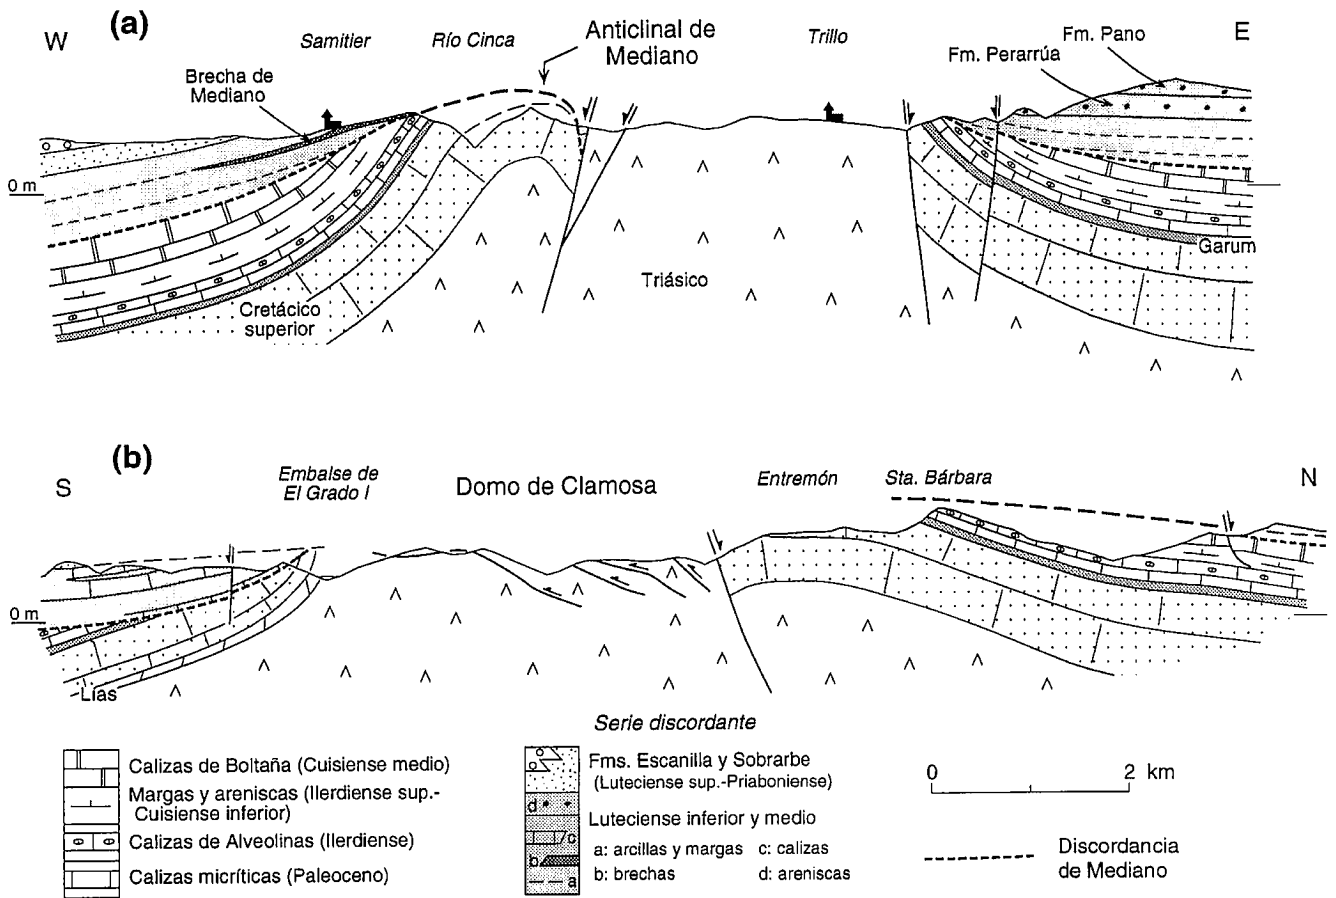 (a)
W
Samitier
Río Cinca
Anticlinal de
Mediano
Trillo
E
Fm. Pano
Fm. Perarrúa
Brecha de
Mediano
0 m
Garum
Triásico
Cretácico
superior
(b)
S
Embalse de
El Grado I
Domo de Clamosa
Entremón
Sta. Bárbara
N
0 m
Lías
Calizas de Boltaña (Cuisiense medio)
Margas y areniscas (Ilerdiense sup.-
Cuisiense inferior)
Calizas de Alveolinas (Ilerdiense)
Calizas micríticas (Paleoceno)
Serie discordante
Fms. Escanilla y Sobrarbe
(Luteciense sup.-Priaboniense)
d
Luteciense inferior y medio
c
a: arcillas y margas c: calizas
b
b: brechas d: areniscas
a
0 2 km
Discordancia
de Mediano